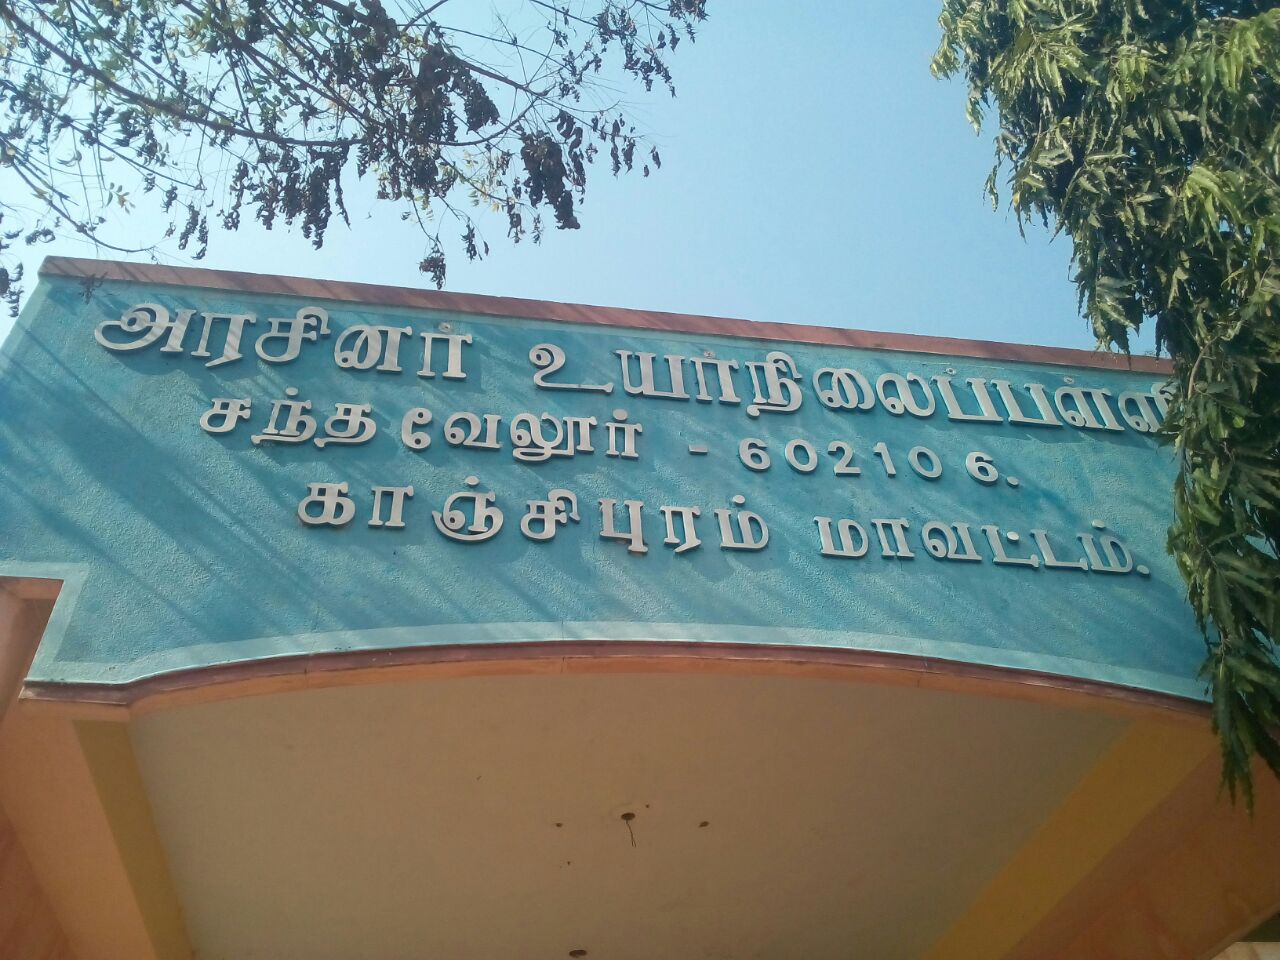 அரசினர் உயர்நிலைப்பள்ளி
சந்தவேலூர் - 602106.
காஞ்சிபுரம் மாவட்டம்.